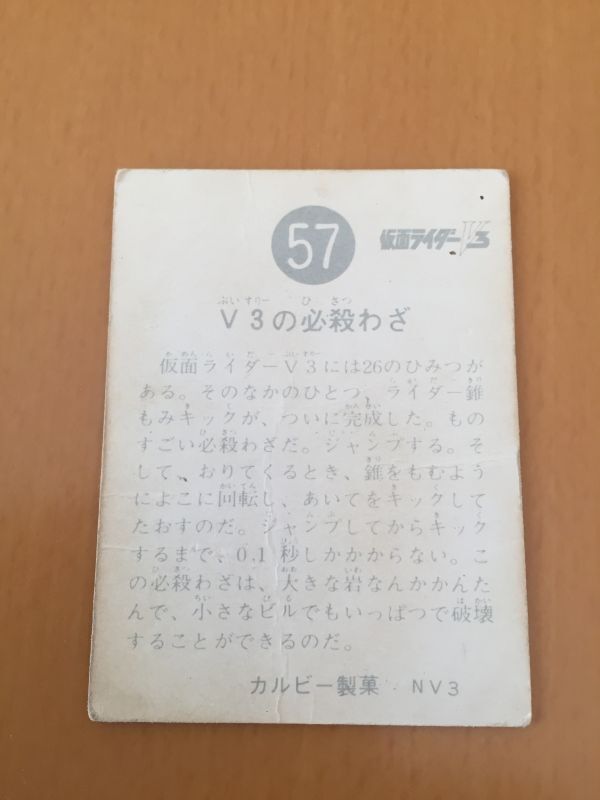 57
仮面ライダーV3
V3の必殺わざ
仮面ライダーV3には26のひみつが
ある。そのなかのひとつ、ライダー錐
もみキックが、ついに完成した。もの
すごい必殺わざだ。ジャンプする。そ
して、おりてくるとき、錐をもむよう
によこに回転し、あいてをキックして
たおすのだ。ジャンプしてからキック
するまで、0.1秒しかかからない。こ
の必殺わざは、大きな岩なんかかんた
んで、小さなビルでもいっぱつで破壊
することができるのだ。
カルビー製菓 NV3